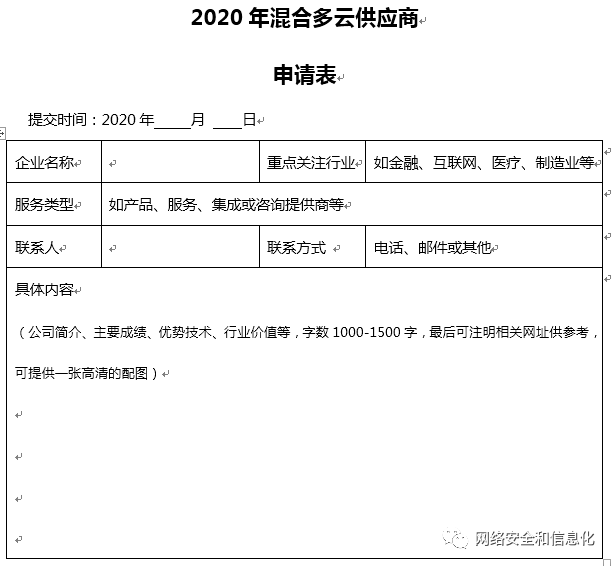 2020 年混合多云供应商
申请表
提交时间：2020 年____月 ___日
企业名称 重点关注行业 如金融、互联网、医疗、制造业等
服务类型 如产品、服务、集成或咨询提供商等
联系人 联系方式 电话、邮件或其他
具体内容
（公司简介、主要成绩、优势技术、行业价值等，字数 1000-1500 字，最后可注明相关网址供参考，
可提供一张高清的配图）
网络安全和信息化